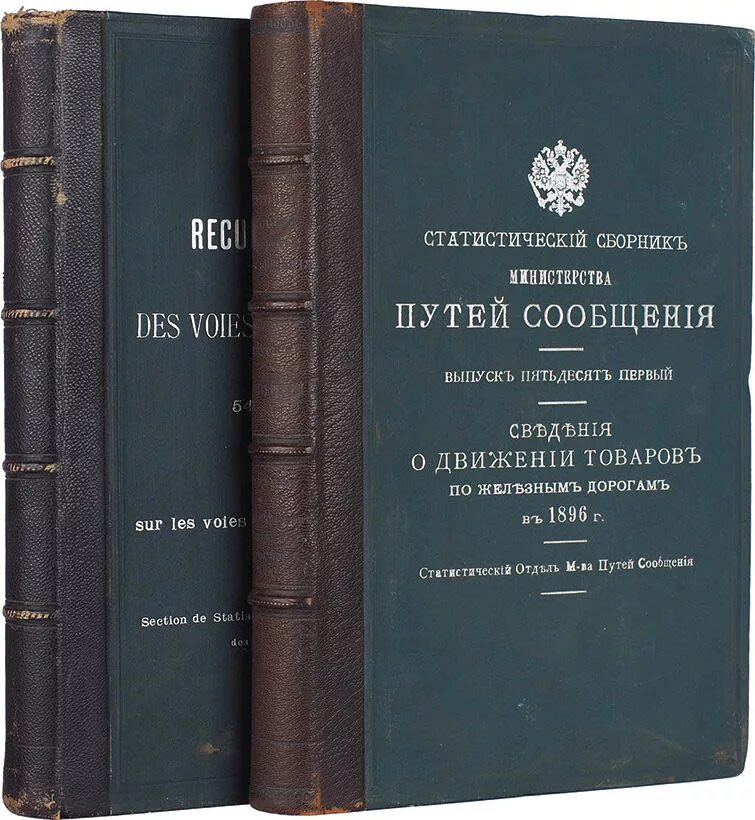 RECU
DES VOIES
54
sur les voies
Section de Statis
des
СТАТИСТИЧЕСКІЙ СБОРНИКЪ
МИНИСТЕРСТВА
ПУТЕЙ СООБЩЕНІЯ
ВЫПУСКЪ ПЯТЬДЕСЯТЪ ПЕРВЫЙ
СВѢДѢНІЯ
О ДВИЖЕНІИ ТОВАРОВЪ
ПО ЖЕЛѢЗНЫМЪ ДОРОГАМЪ
въ 1896 г.
Статистическій Отдѣлъ М-ва Путей Сообщенія